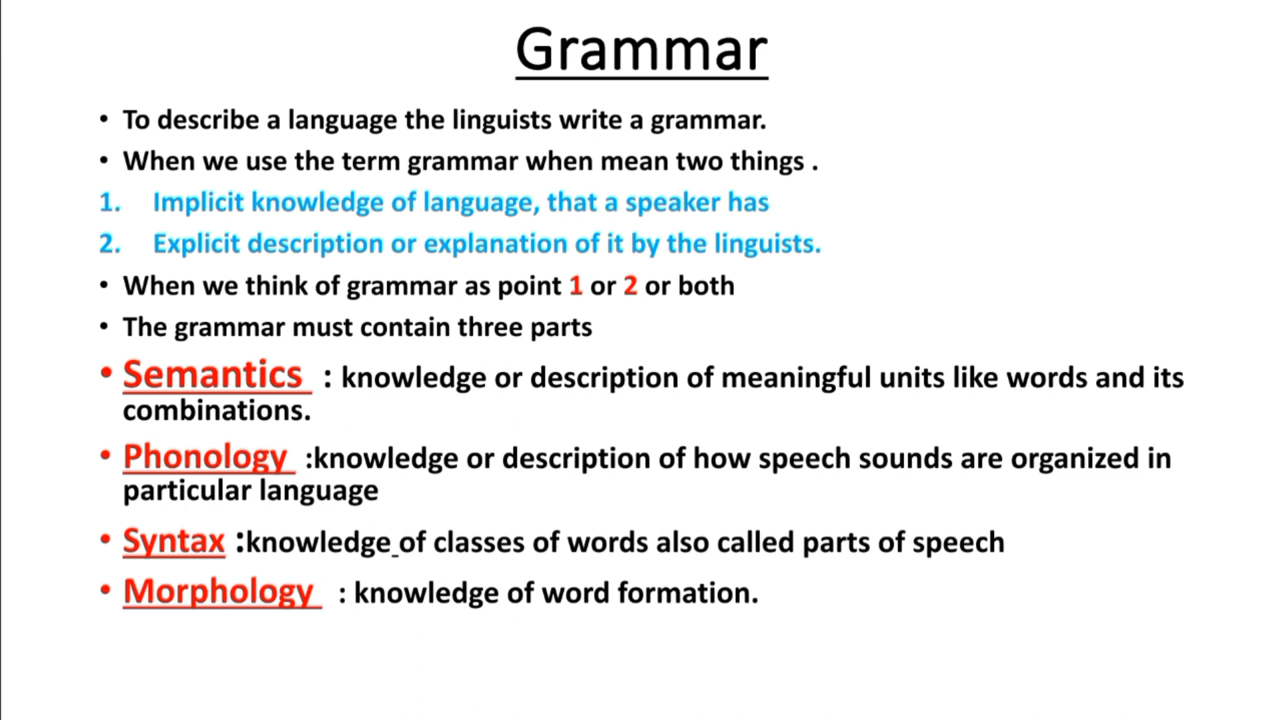 Grammar
• To describe a language the linguists write a grammar.
• When we use the term grammar when mean two things .
1. Implicit knowledge of language, that a speaker has
2. Explicit description or explanation of it by the linguists.
• When we think of grammar as point 1 or 2 or both
• The grammar must contain three parts
• Semantics : knowledge or description of meaningful units like words and its
combinations.
• Phonology :knowledge or description of how speech sounds are organized in
particular language
• Syntax :knowledge of classes of words also called parts of speech
• Morphology : knowledge of word formation.